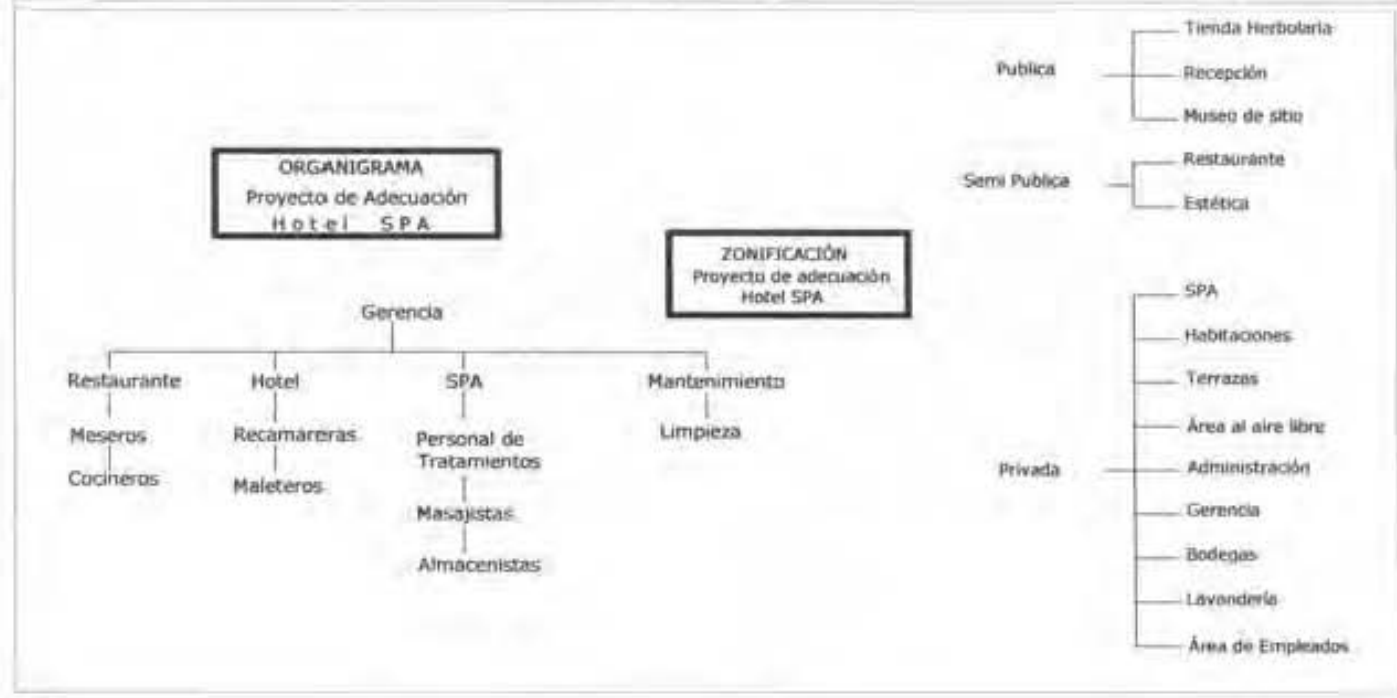 ORGANIGRAMA
Proyecto de Adecuación
Hotel SPA
Gerencia
Restaurante
Hotel
SPA
Mantenimiento
Meseros
Recamareras
Personal de
Tratamientos
Limpieza
Cocineros
Maleteros
Masajistas
Almacenistas
ZONIFICACIÓN
Proyecto de adecuación
Hotel SPA
Publica
Tienda Herbolaria
Recepción
Museo de sitio
Semi Publica
Restaurante
Estética
Privada
SPA
Habitaciones
Terrazas
Área al aire libre
Administración
Gerencia
Bodegas
Lavandería
Área de Empleados